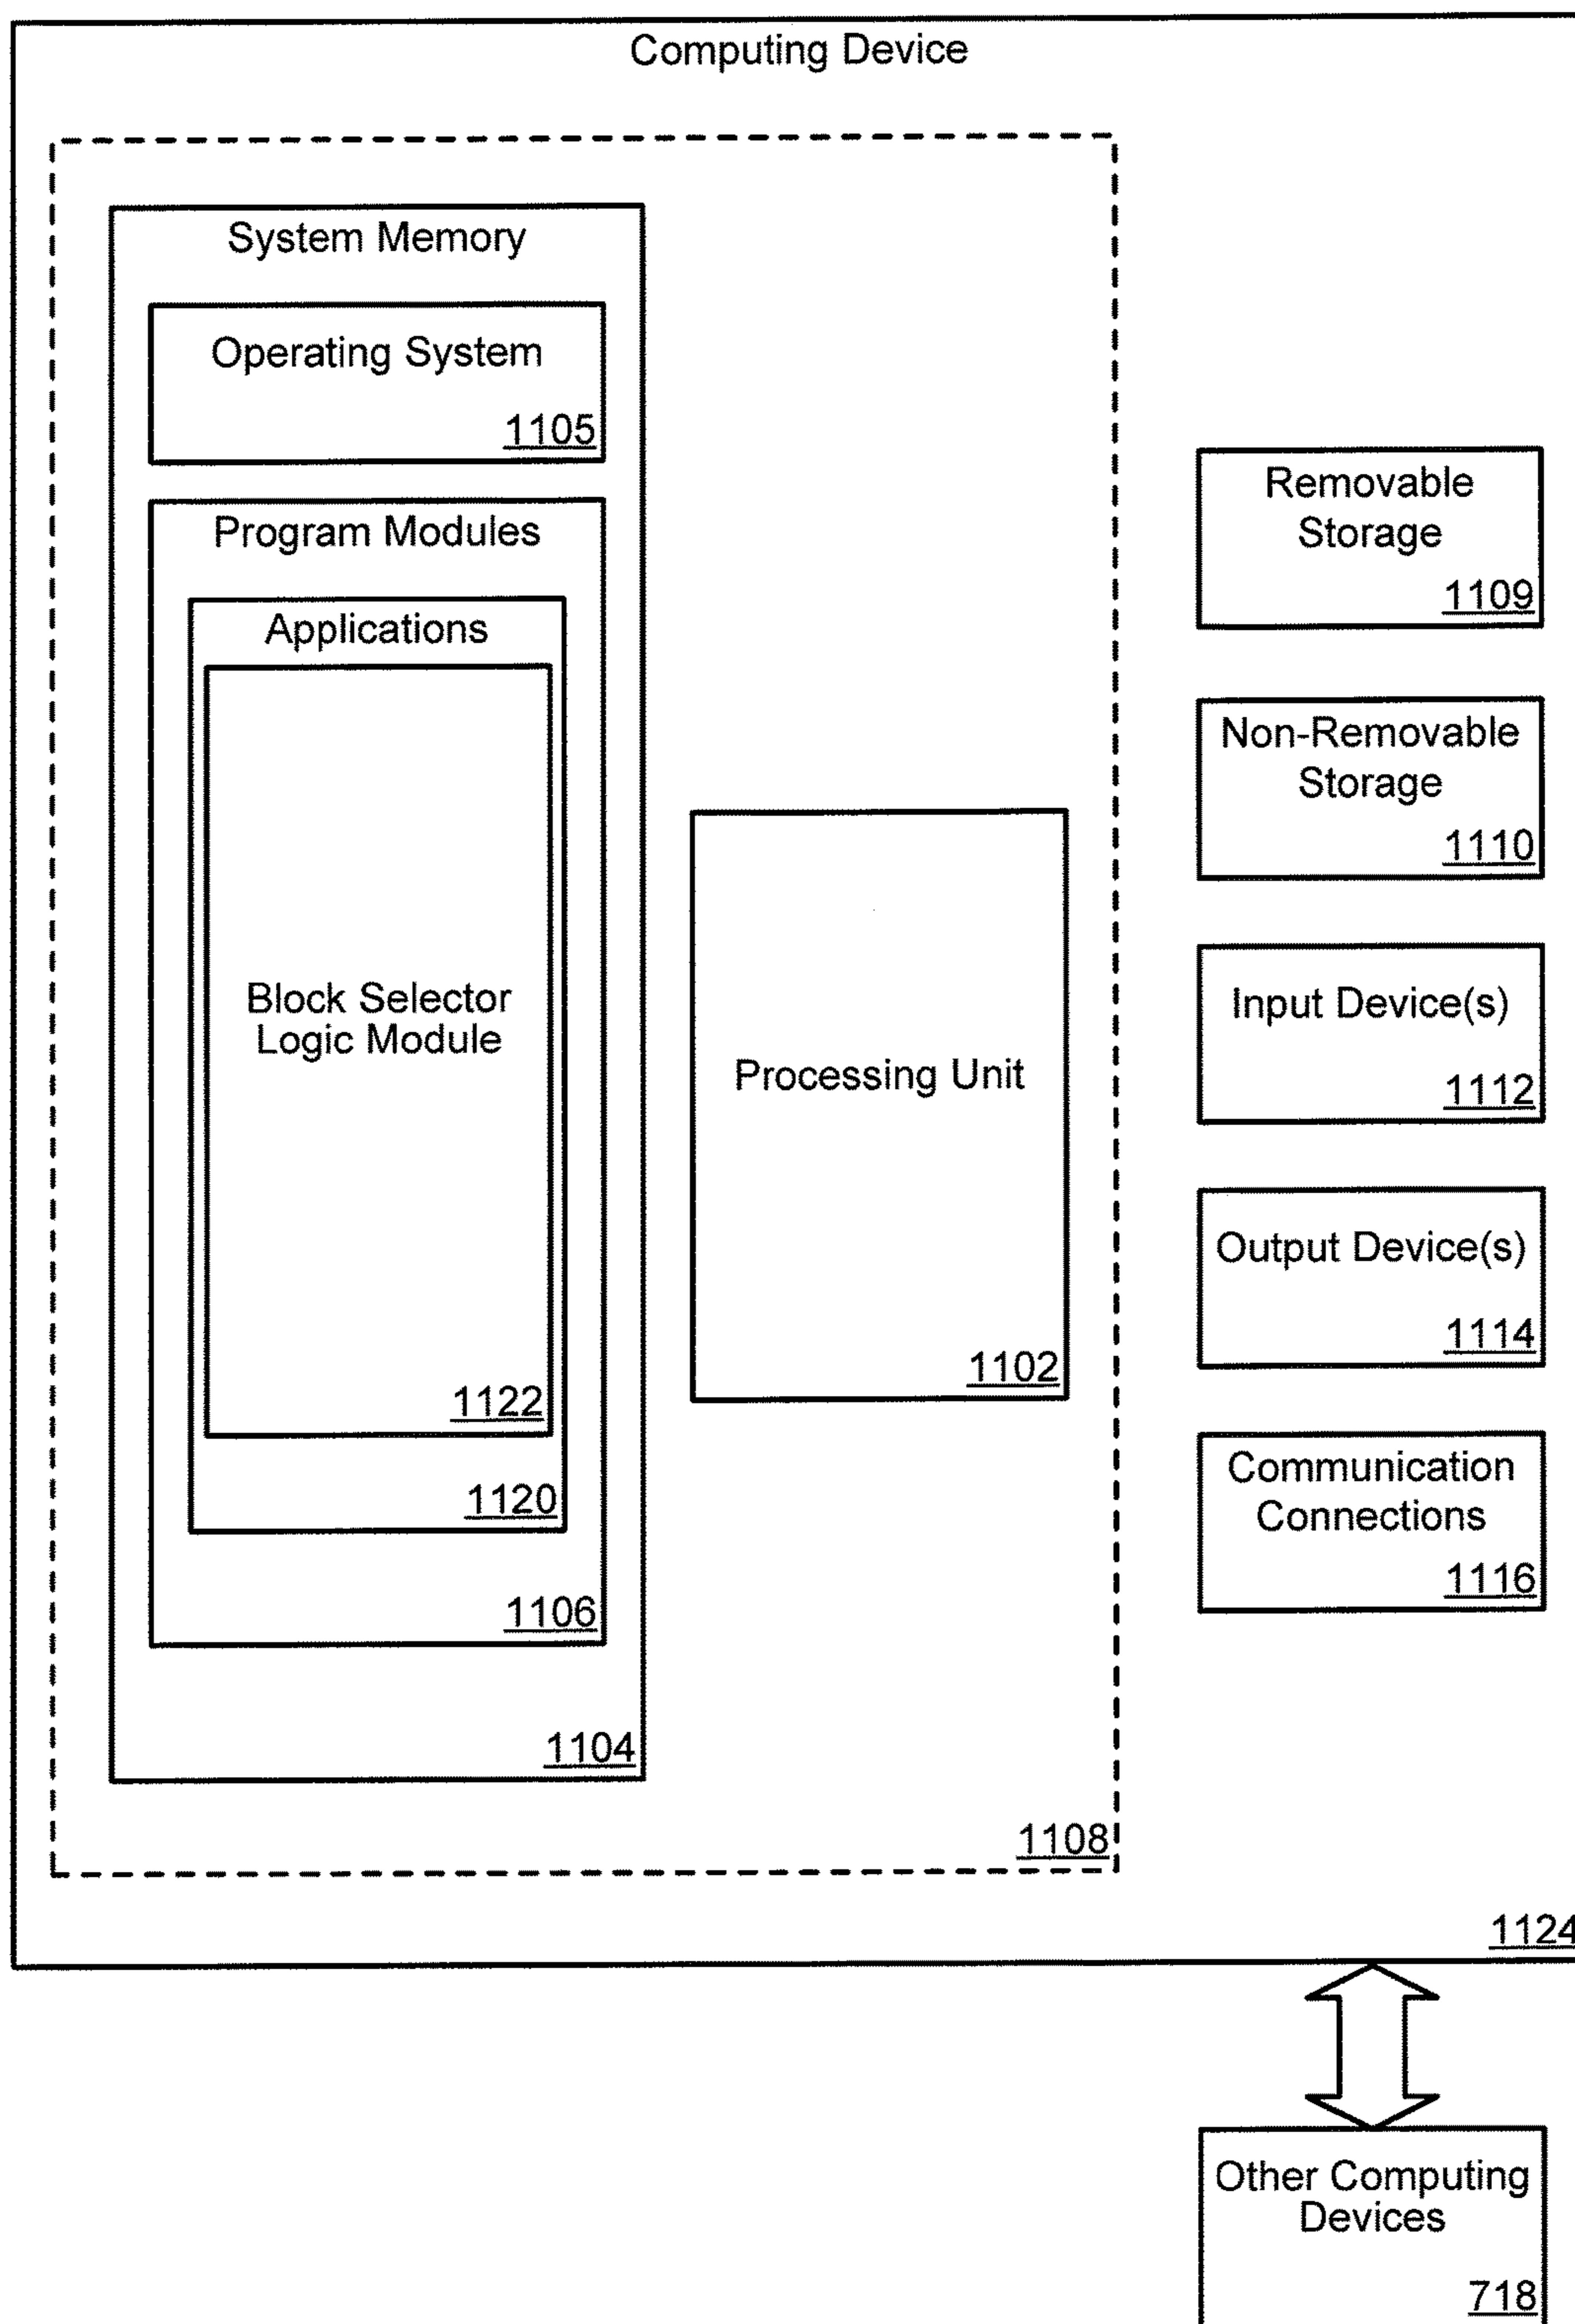 Computing Device
System Memory
Operating System
1105
Program Modules
Applications
Block Selector
Logic Module
1122
1120
1106
1104
Processing Unit
1102
1108
Removable
Storage
1109
Non-Removable
Storage
1110
Input Device(s)
1112
Output Device(s)
1114
Communication
Connections
1116
1124
Other Computing
Devices
718